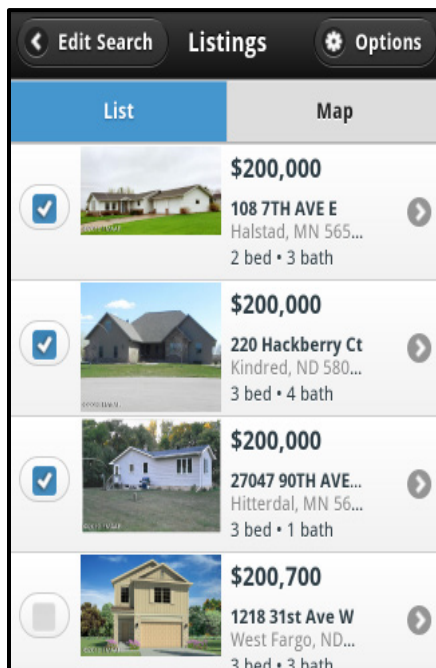 Edit Search
Listings
Options
List
Map
$200,000
108 7TH AVE E
Halstad, MN 565...
2 bed • 3 bath
$200,000
220 Hackberry Ct
Kindred, ND 580...
3 bed • 4 bath
$200,000
27047 90TH AVE...
Hitterdal, MN 56...
3 bed • 1 bath
$200,700
1218 31st Ave W
West Fargo, ND...
3 bed • 3 bath